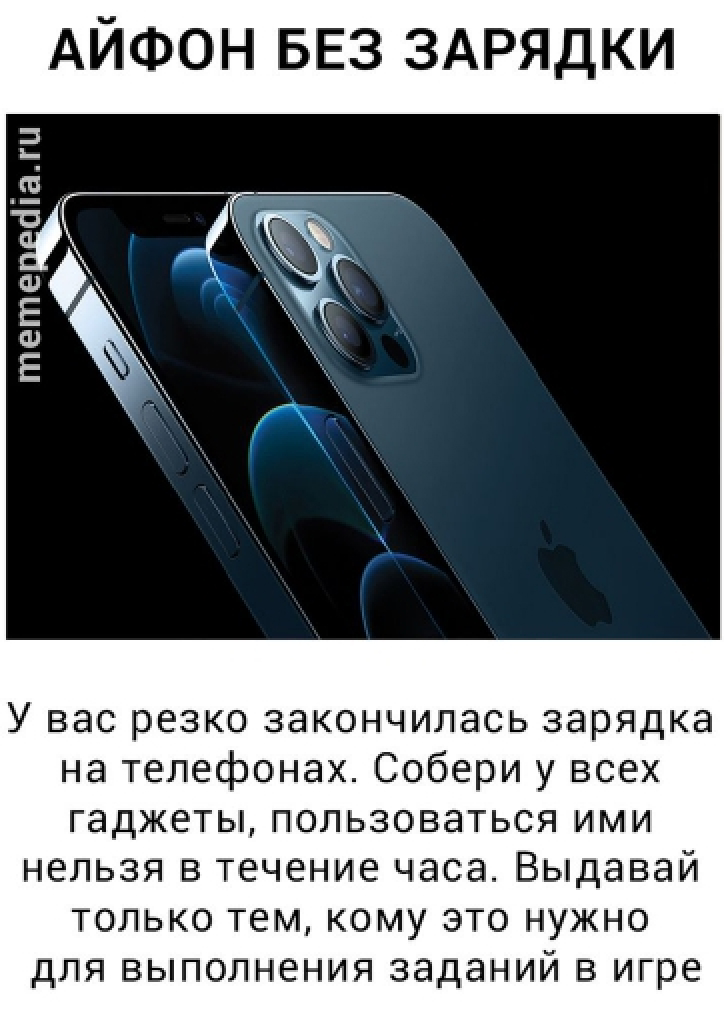 АЙФОН БЕЗ ЗАРЯДКИ
memepedia.ru
У вас резко закончилась зарядка
на телефонах. Собери у всех
гаджеты, пользоваться ими
нельзя в течение часа. Выдавай
только тем, кому это нужно
для выполнения заданий в игре